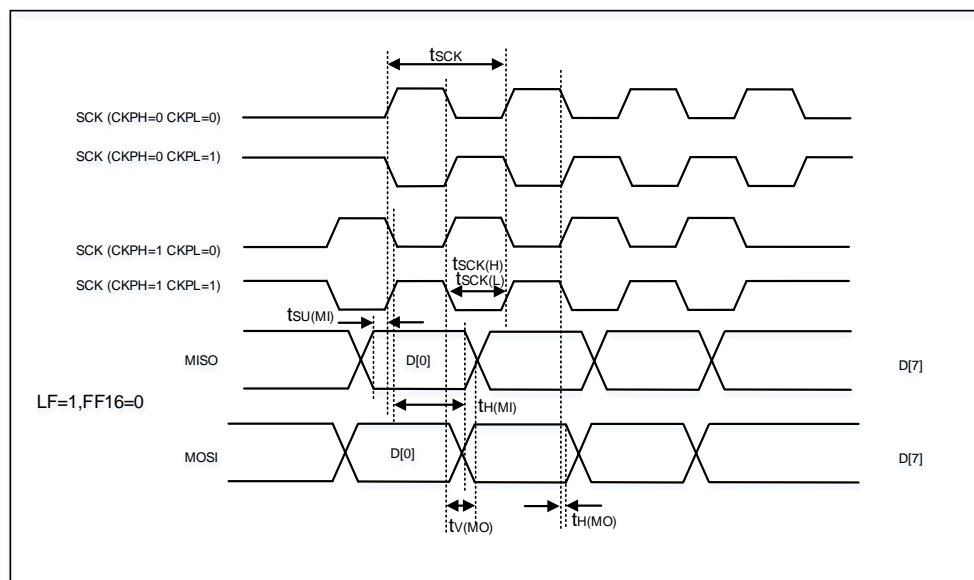 tSCK
SCK (CKPH=0 CKPL=0)
SCK (CKPH=0 CKPL=1)
SCK (CKPH=1 CKPL=0)
tSCK(H)
tSCK(L)
SCK (CKPH=1 CKPL=1)
tSU(MI)
MISO
D[0]
D[7]
LF=1,FF16=0
tH(MI)
MOSI
D[0]
D[7]
tV(MO)
tH(MO)